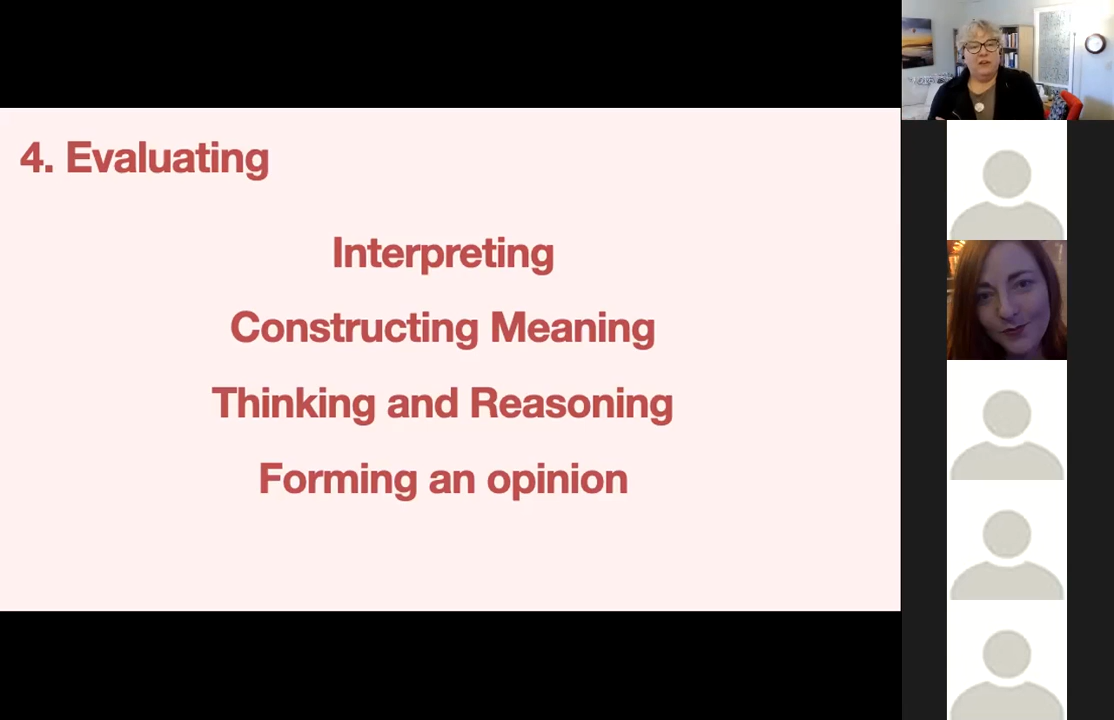 4. Evaluating
Interpreting
Constructing Meaning
Thinking and Reasoning
Forming an opinion